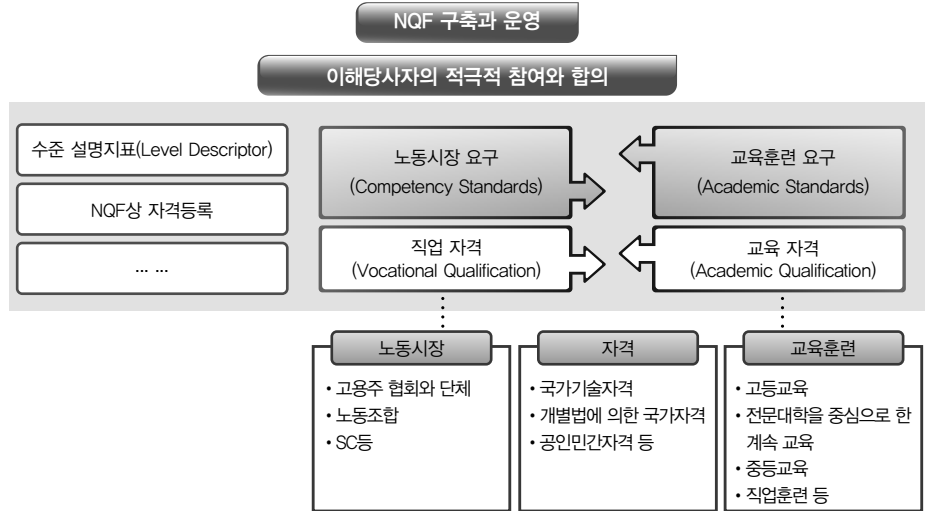 NQF 구축과 운영
이해당사자의 적극적 참여와 합의
수준 설명지표(Level Descriptor)
NQF상 자격등록
... ...
노동시장 요구
(Competency Standards)
교육훈련 요구
(Academic Standards)
직업 자격
(Vocational Qualification)
교육 자격
(Academic Qualification)
노동시장
• 고용주 협회와 단체
• 노동조합
• SC등
자격
• 국가기술자격
• 개별법에 의한 국가자격
• 공인민간자격 등
교육훈련
• 고등교육
• 전문대학을 중심으로 한
계속 교육
• 중등교육
• 직업훈련 등